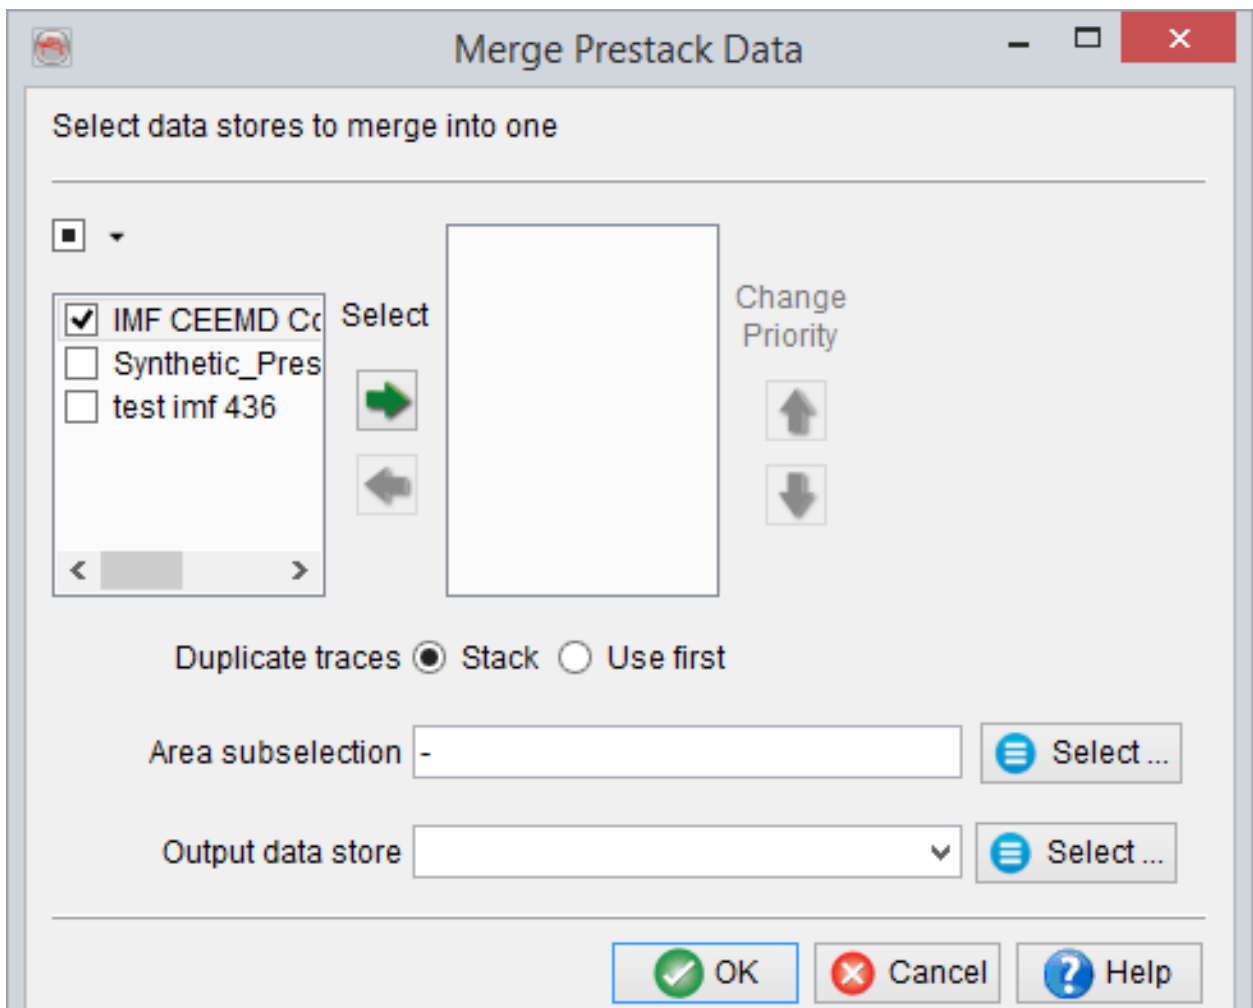 Merge Prestack Data
Select data stores to merge into one
IMF CEEMD Co
Synthetic_Pres
test imf 436
Select
Change
Priority
Duplicate traces Stack Use first
Area subselection - Select ...
Output data store Select ...
OK Cancel Help